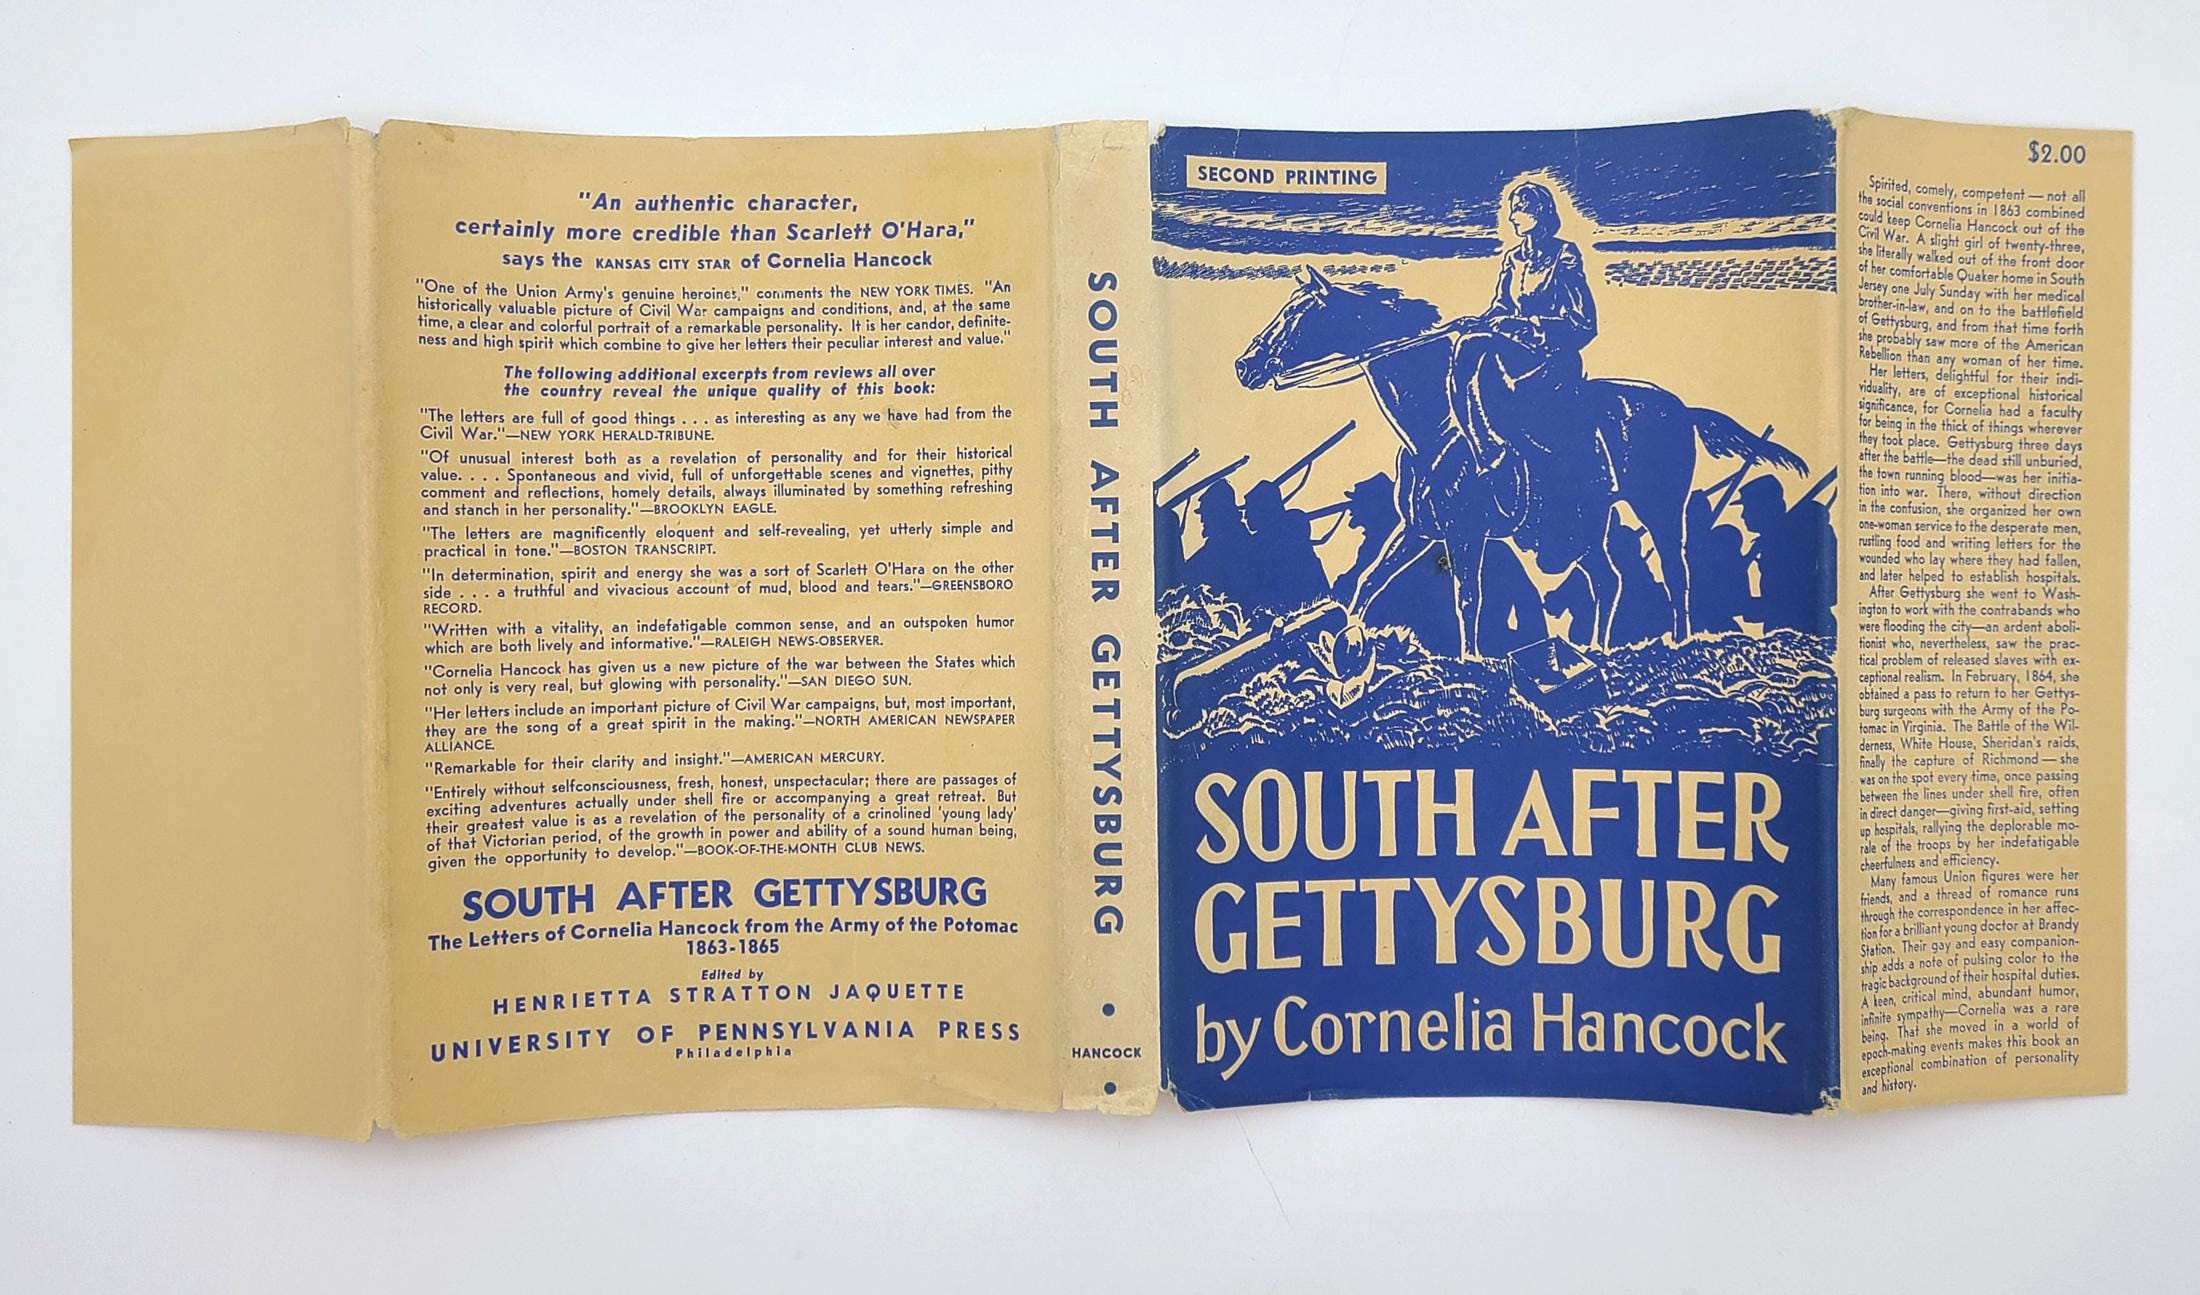 "An authentic character,
certainly more credible than Scarlett O'Hara,"
says the KANSAS CITY STAR of Cornelia Hancock
"One of the Union Army's genuine heroines," comments the NEW YORK TIMES. "An
historically valuable picture of Civil War campaigns and conditions, and, at the same
time, a clear and colorful portrait of a remarkable personality. It is her candor, definite-
ness and high spirit which combine to give her letters their peculiar interest and value."
The following additional excerpts from reviews all over
the country reveal the unique quality of this book:
"The letters are full of good things . . . as interesting as any we have had from the
Civil War."—NEW YORK HERALD-TRIBUNE.
"Of unusual interest both as a revelation of personality and for their historical
value. . . . Spontaneous and vivid, full of unforgettable scenes and vignettes, pithy
comment and reflections, homely details, always illuminated by something refreshing
and stanch in her personality."—BROOKLYN EAGLE.
"The letters are magnificently eloquent and self-revealing, yet utterly simple and
practical in tone."—BOSTON TRANSCRIPT.
"In determination, spirit and energy she was a sort of Scarlett O'Hara on the other
side . . . a truthful and vivacious account of mud, blood and tears."—GREENSBORO
RECORD.
"Written with a vitality, an indefatigable common sense, and an outspoken humor
which are both lively and informative."—RALEIGH NEWS-OBSERVER.
"Cornelia Hancock has given us a new picture of the war between the States which
not only is very real, but glowing with personality."—SAN DIEGO SUN.
"Her letters include an important picture of Civil War campaigns, but, most important,
they are the song of a great spirit in the making."—NORTH AMERICAN NEWSPAPER
ALLIANCE.
"Remarkable for their clarity and insight."—AMERICAN MERCURY.
"Entirely without selfconsciousness, fresh, honest, unspectacular; there are passages of
exciting adventures actually under shell fire or accompanying a great retreat. But
their greatest value is as a revelation of the personality of a crinolined 'young lady'
of that Victorian period, of the growth in power and ability of a sound human being,
given the opportunity to develop."—BOOK-OF-THE-MONTH CLUB NEWS.
SOUTH AFTER GETTYSBURG
The Letters of Cornelia Hancock from the Army of the Potomac
1863-1865
Edited by
HENRIETTA STRATTON JAQUETTE
UNIVERSITY OF PENNSYLVANIA PRESS
Philadelphia
SOUTH AFTER GETTYSBURG
HANCOCK
SECOND PRINTING
SOUTH AFTER
GETTYSBURG
by Cornelia Hancock
$2.00
Spirited, comely, competent — not all
the social conventions in 1863 combined
could keep Cornelia Hancock out of the
Civil War. A slight girl of twenty-three,
she literally walked out of the front door
of her comfortable Quaker home in South
Jersey one July Sunday with her medical
brother-in-law, and on to the battlefield
of Gettysburg, and from that time forth
she probably saw more of the American
Rebellion than any woman of her time.
Her letters, delightful for their indi-
viduality, are of exceptional historical
significance, for Cornelia had a faculty
for being in the thick of things wherever
they took place. Gettysburg three days
after the battle—the dead still unburied,
the town running blood—was her initia-
tion into war. There, without direction
in the confusion, she organized her own
one-woman service to the desperate men,
rustling food and writing letters for the
wounded who lay where they had fallen,
and later helped to establish hospitals.
After Gettysburg she went to Wash-
ington to work with the contrabands who
were flooding the city—an ardent aboli-
tionist who, nevertheless, saw the prac-
tical problem of released slaves with ex-
ceptional realism. In February, 1864, she
obtained a pass to return to her Gettys-
burg surgeons with the Army of the Po-
tomac in Virginia. The Battle of the Wil-
derness, White House, Sheridan's raids,
finally the capture of Richmond — she
was on the spot every time, once passing
between the lines under shell fire, often
in direct danger—giving first-aid, setting
up hospitals, rallying the deplorable mo-
rale of the troops by her indefatigable
cheerfulness and efficiency.
Many famous Union figures were her
friends, and a thread of romance runs
through the correspondence in her affec-
tion for a brilliant young doctor at Brandy
Station. Their gay and easy companion-
ship adds a note of pulsing color to the
tragic background of their hospital duties.
A keen, critical mind, abundant humor,
infinite sympathy—Cornelia was a rare
being. That she moved in a world of
epoch-making events makes this book an
exceptional combination of personality
and history.